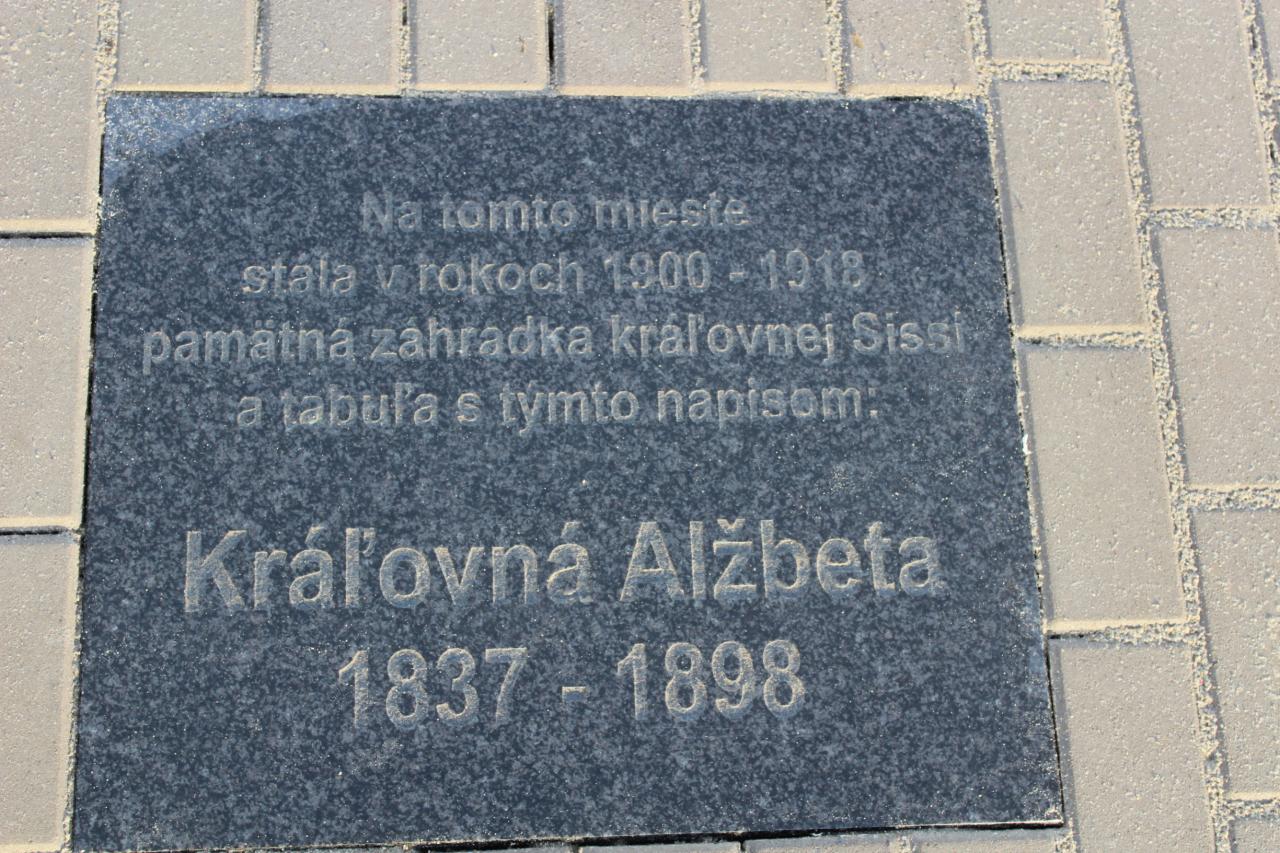 Na tomto mieste
stála v rokoch 1900 - 1918
pamätná záhradka kráľovnej Sissi
a tabuľa s týmto nápisom:
Kráľovná Alžbeta
1837 - 1898